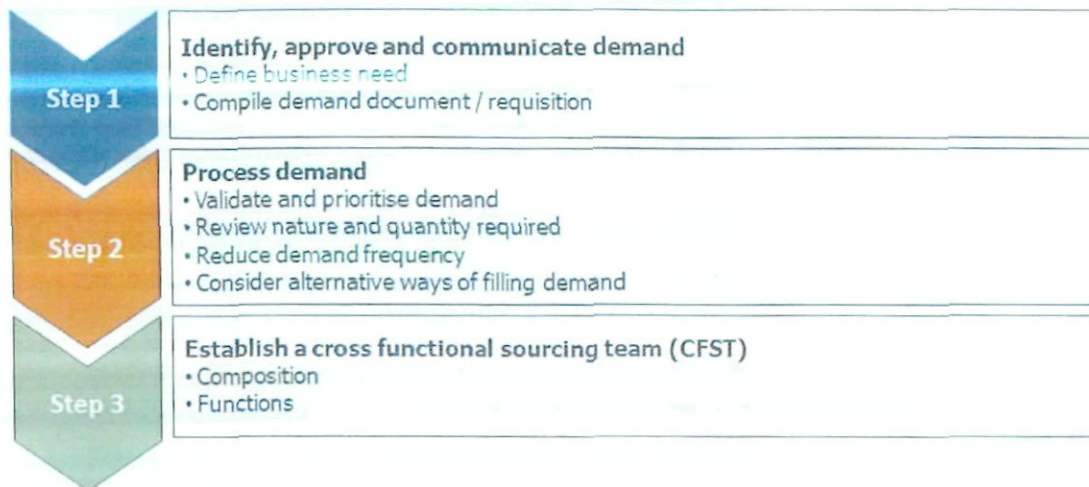 Step 1
Identify, approve and communicate demand
• Define business need
• Compile demand document / requisition
Step 2
Process demand
• Validate and prioritise demand
• Review nature and quantity required
• Reduce demand frequency
• Consider alternative ways of filling demand
Step 3
Establish a cross functional sourcing team (CFST)
• Composition
• Functions